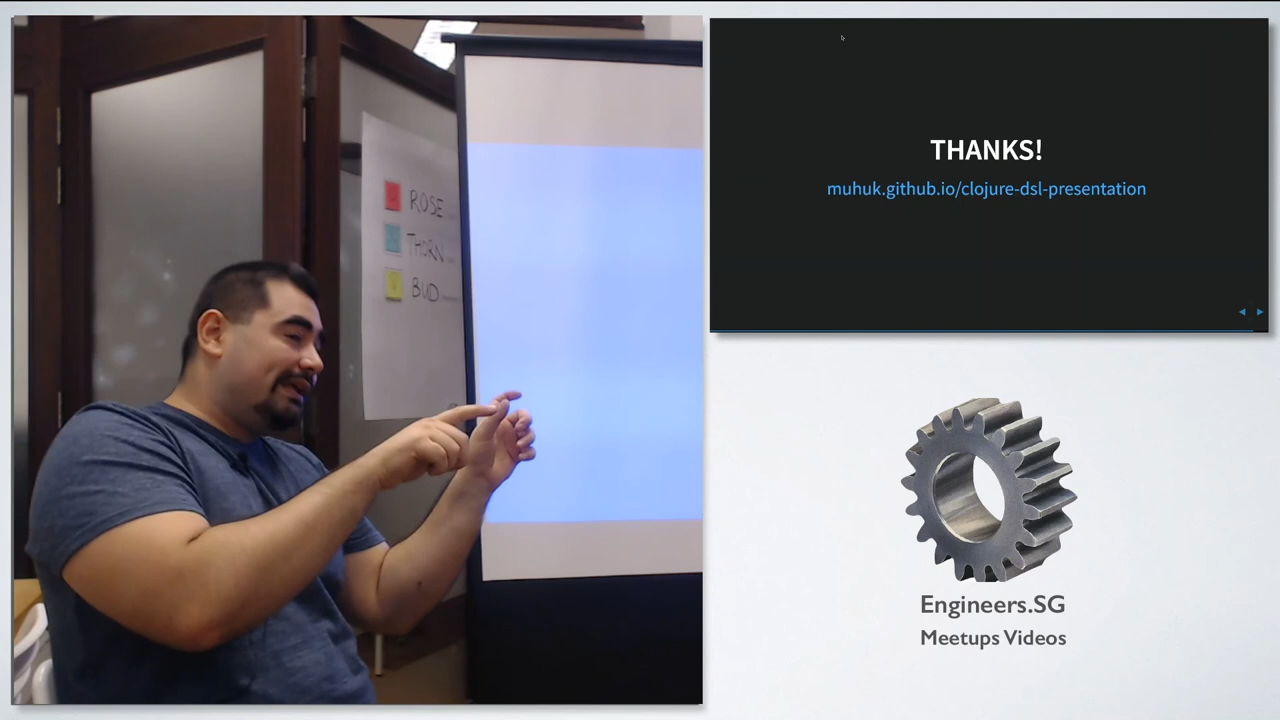 ROSE
THORN
BUD
THANKS!
muhuk.github.io/clojure-dsl-presentation
Engineers.SG
Meetups Videos